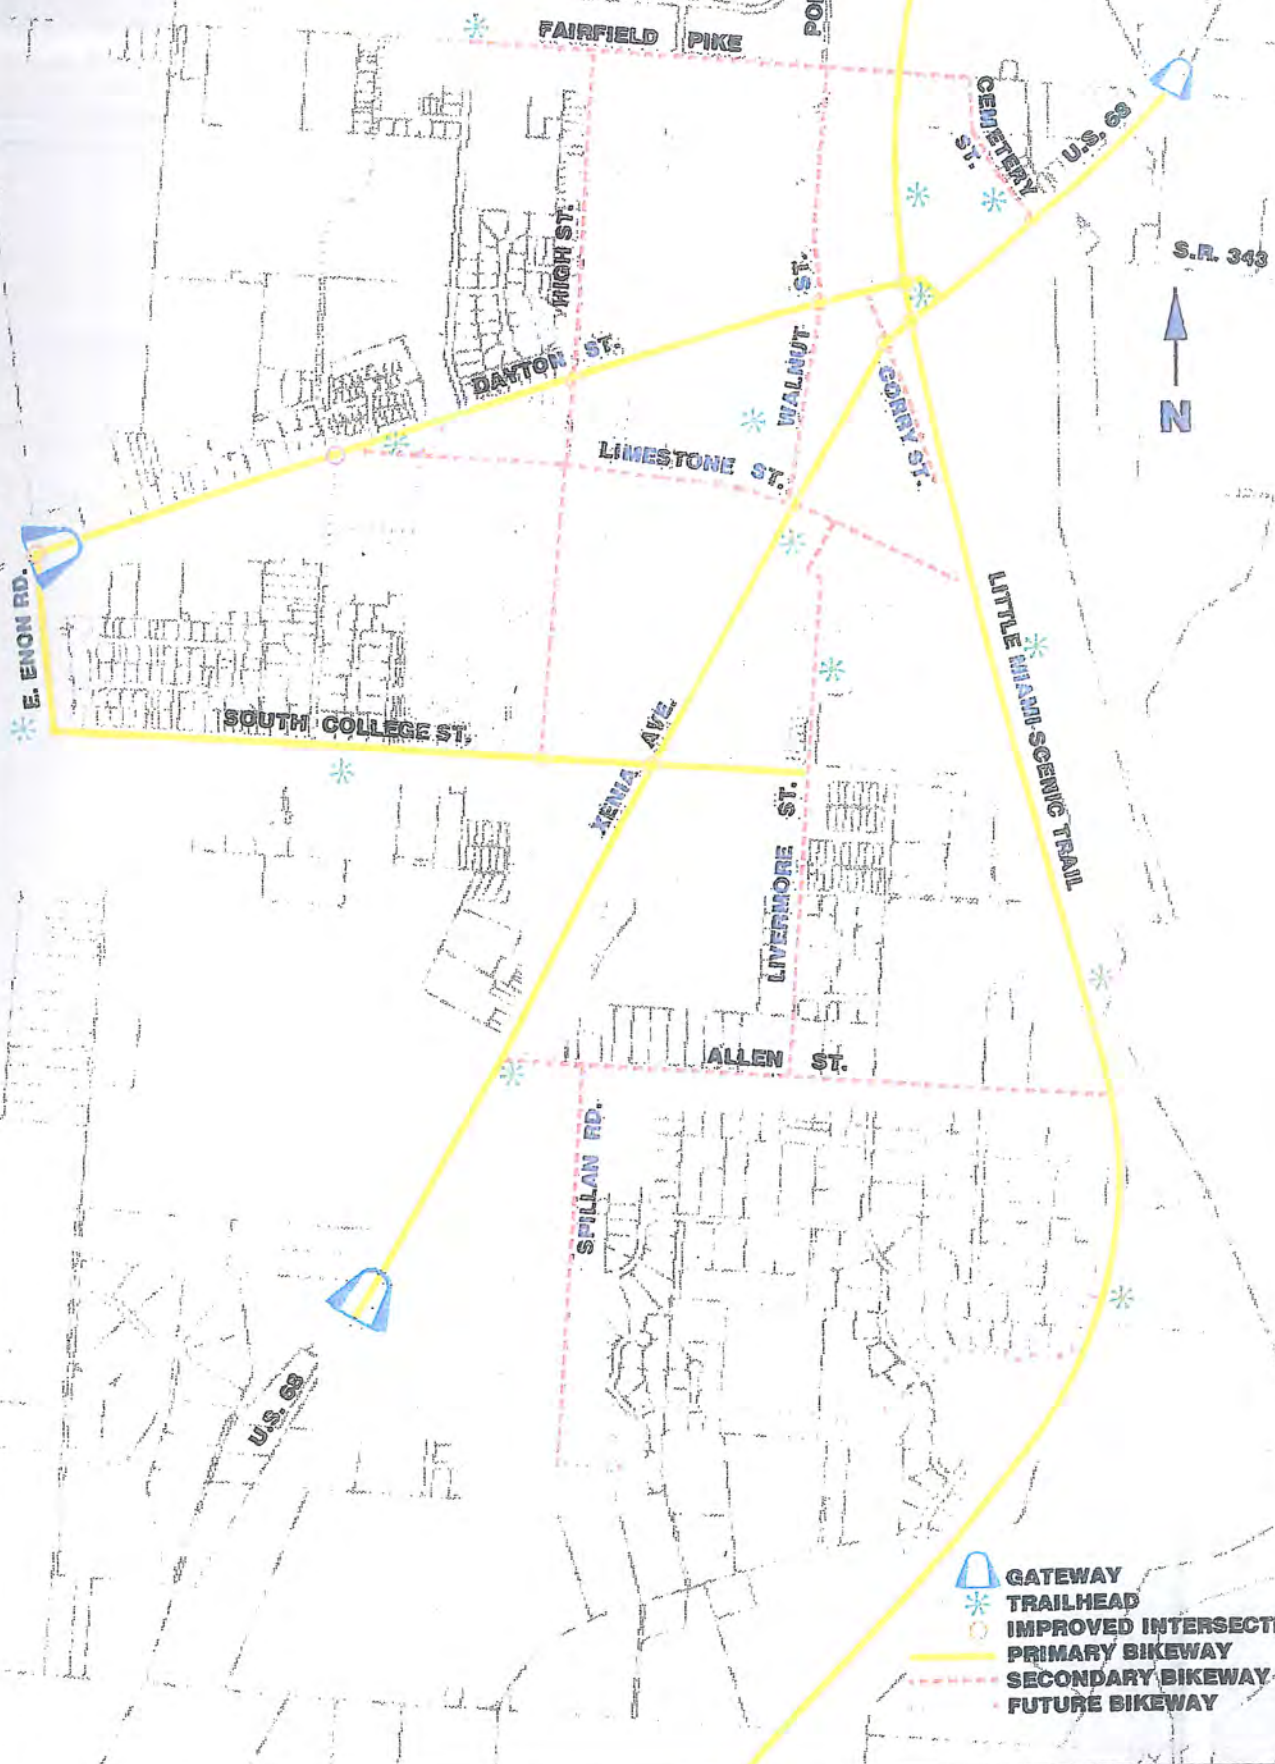 FAIRFIELD PIKE
CEMETERY
ST.
U.S. 68
S.R. 343
N
HIGH ST.
WALNUT ST.
DAYTON ST.
CORRY ST.
LIMESTONE ST.
E. ENON RD.
LITTLE MIAMI SCENIC TRAIL
SOUTH COLLEGE ST.
XENIA AVE.
LIVERMORE ST.
ALLEN ST.
SPILLAN RD.
U.S. 68
GATEWAY
TRAILHEAD
IMPROVED INTERSECTI
PRIMARY BIKEWAY
SECONDARY BIKEWAY
FUTURE BIKEWAY